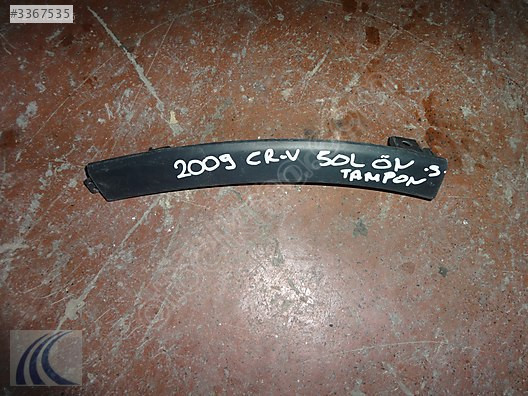 #3367535
2009 CR-V SOL ÖN .3.
TAMPON